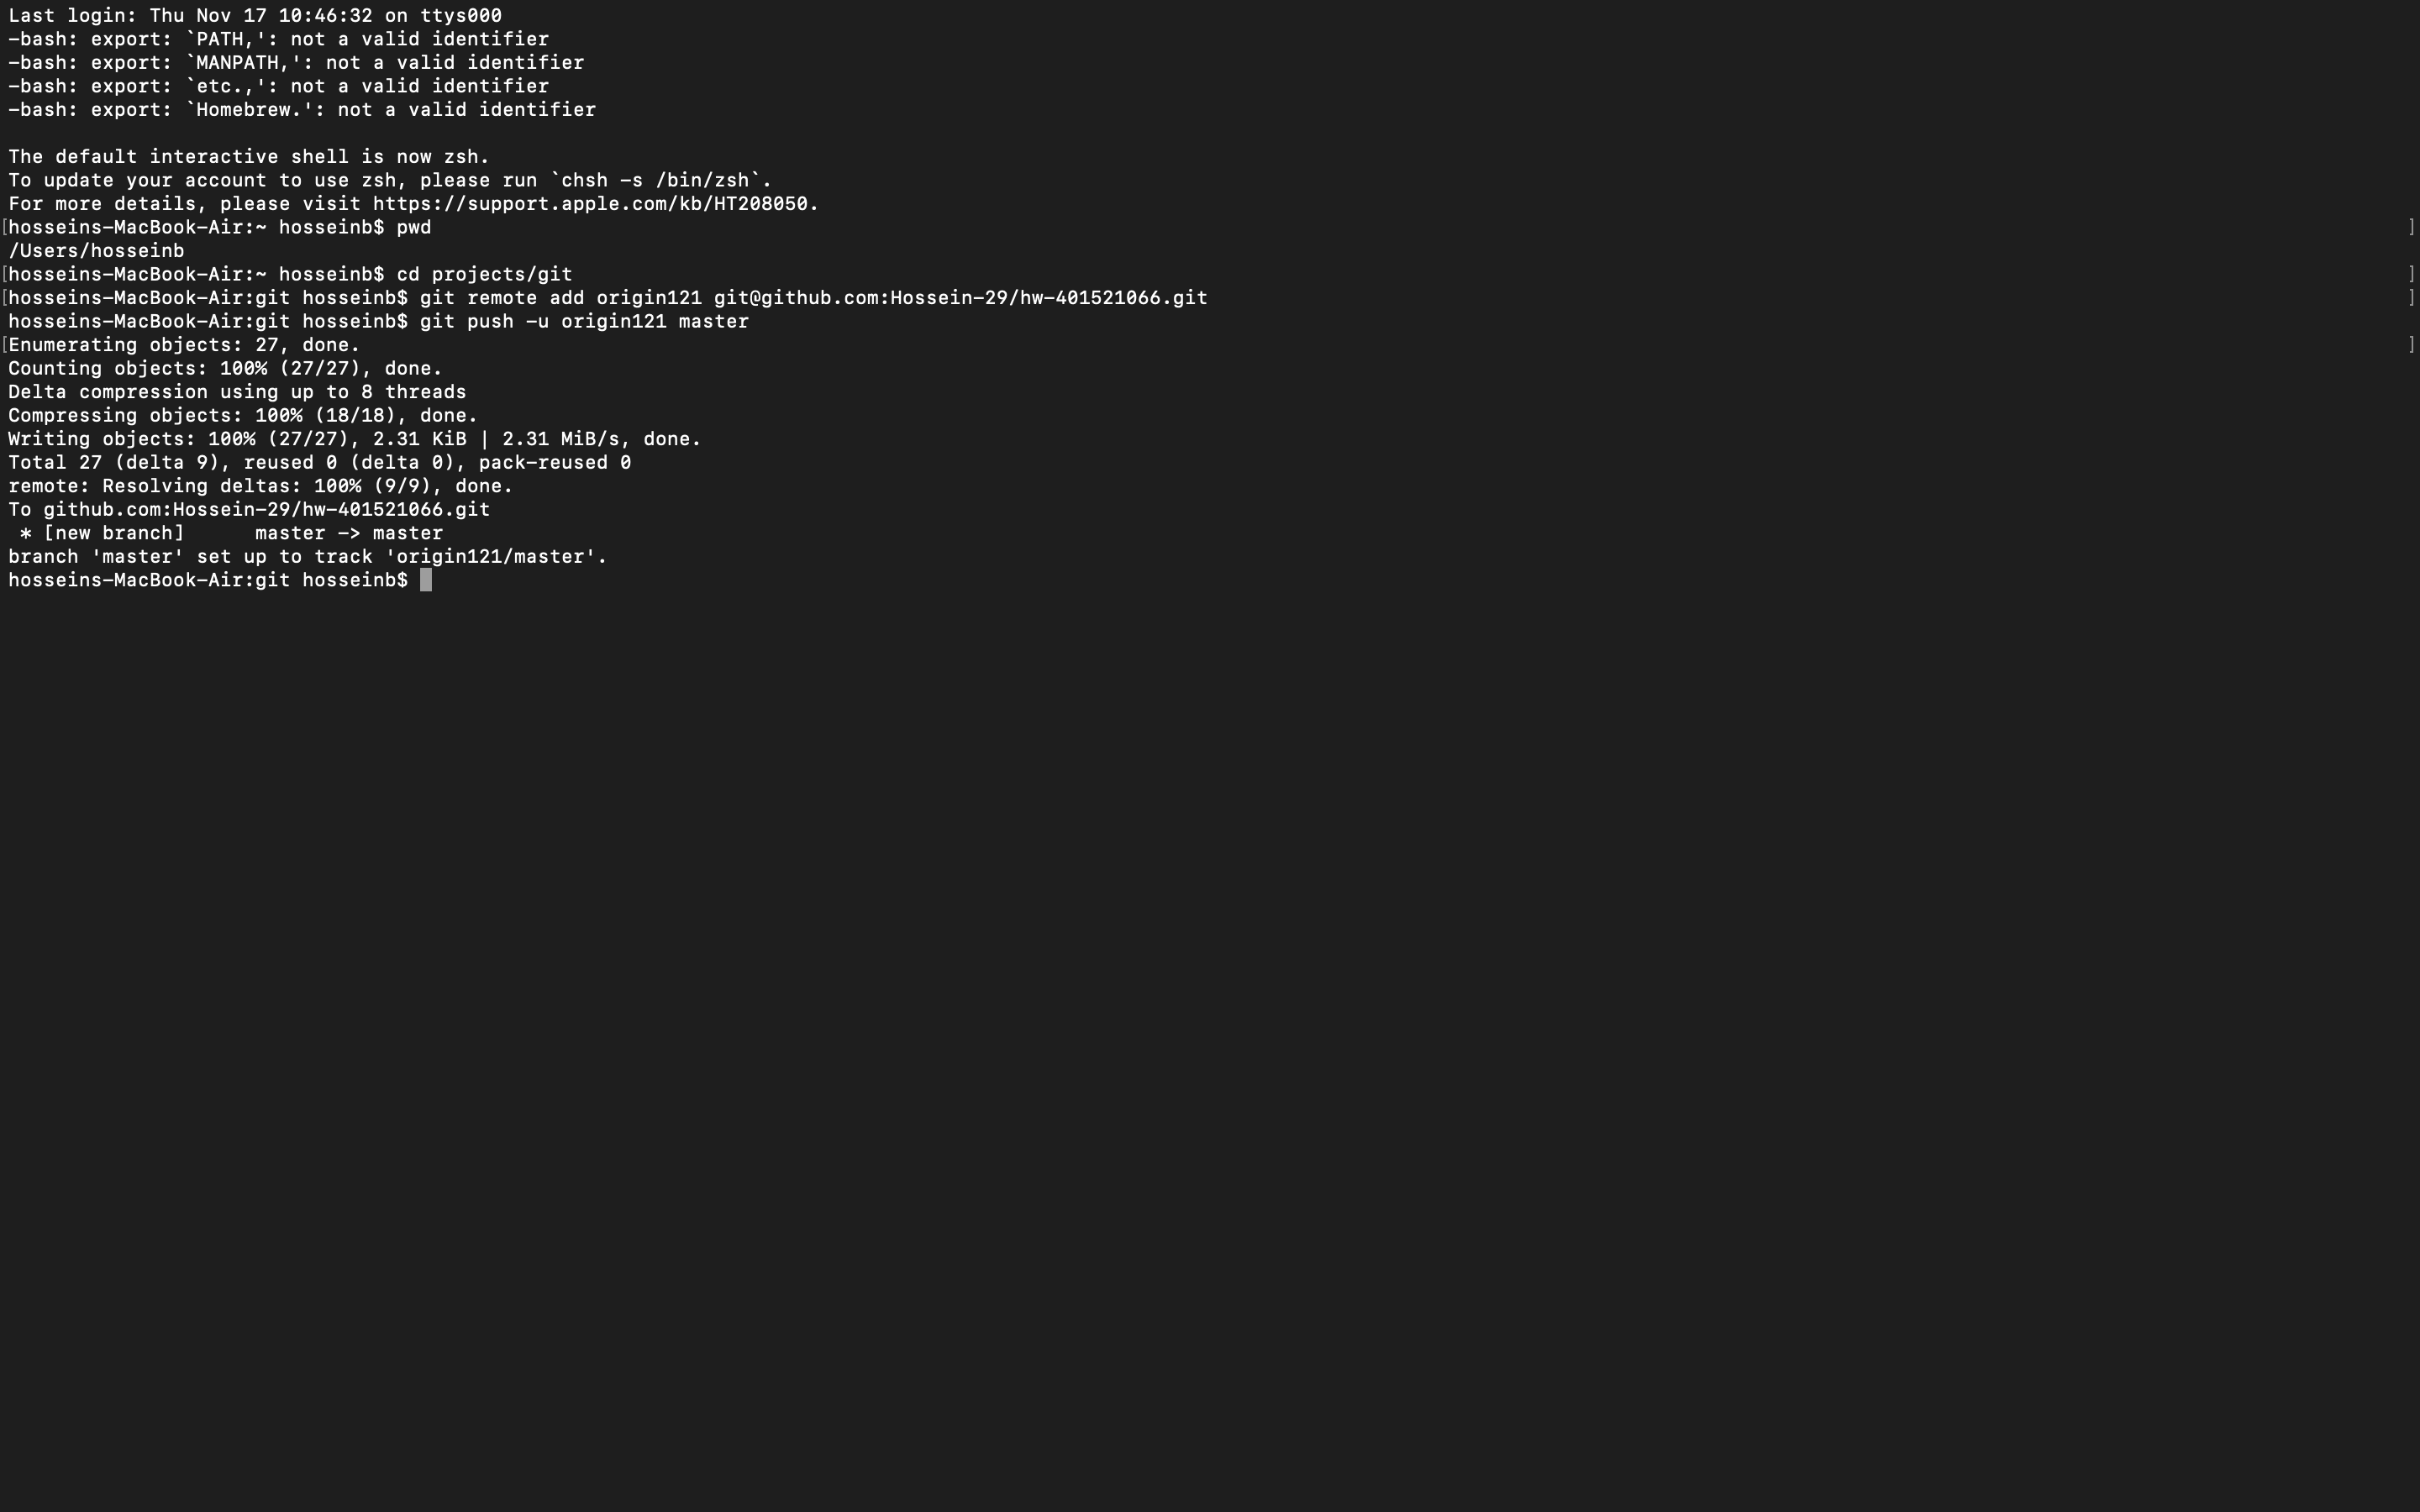 Last login: Thu Nov 17 10:46:32 on ttys000
-bash: export: `PATH,': not a valid identifier
-bash: export: `MANPATH,': not a valid identifier
-bash: export: `etc.,': not a valid identifier
-bash: export: `Homebrew.': not a valid identifier

The default interactive shell is now zsh.
To update your account to use zsh, please run `chsh -s /bin/zsh`.
For more details, please visit https://support.apple.com/kb/HT208050.
[hosseins-MacBook-Air:~ hosseinb$ pwd ]
/Users/hosseinb
[hosseins-MacBook-Air:~ hosseinb$ cd projects/git ]
[hosseins-MacBook-Air:git hosseinb$ git remote add origin121 git@github.com:Hossein-29/hw-401521066.git ]
hosseins-MacBook-Air:git hosseinb$ git push -u origin121 master
[Enumerating objects: 27, done. ]
Counting objects: 100% (27/27), done.
Delta compression using up to 8 threads
Compressing objects: 100% (18/18), done.
Writing objects: 100% (27/27), 2.31 KiB | 2.31 MiB/s, done.
Total 27 (delta 9), reused 0 (delta 0), pack-reused 0
remote: Resolving deltas: 100% (9/9), done.
To github.com:Hossein-29/hw-401521066.git
 * [new branch]      master -> master
branch 'master' set up to track 'origin121/master'.
hosseins-MacBook-Air:git hosseinb$